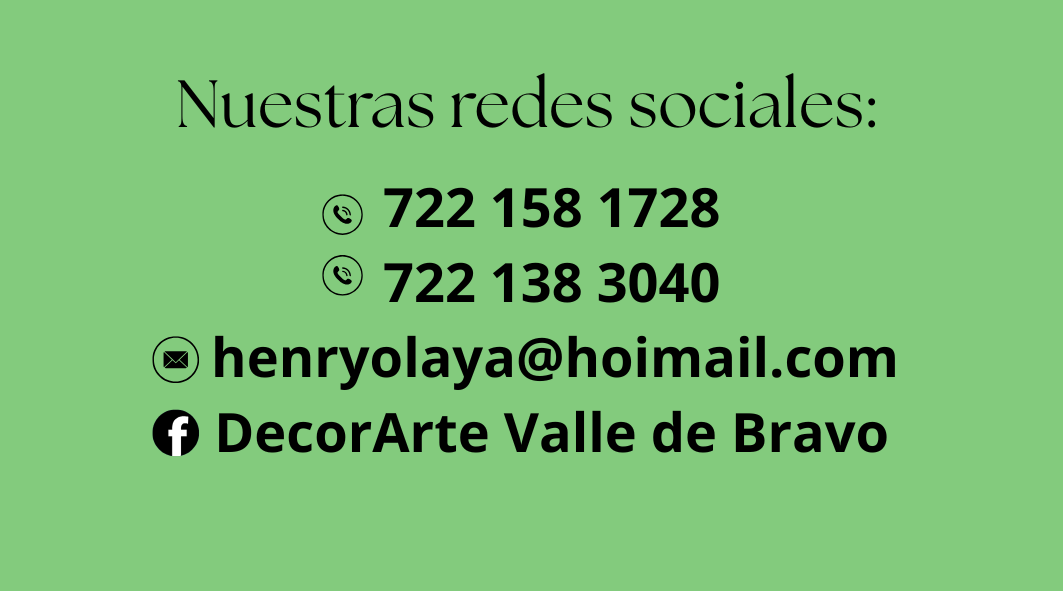 Nuestras redes sociales:
722 158 1728
722 138 3040
henryolaya@hoimail.com
DecorArte Valle de Bravo